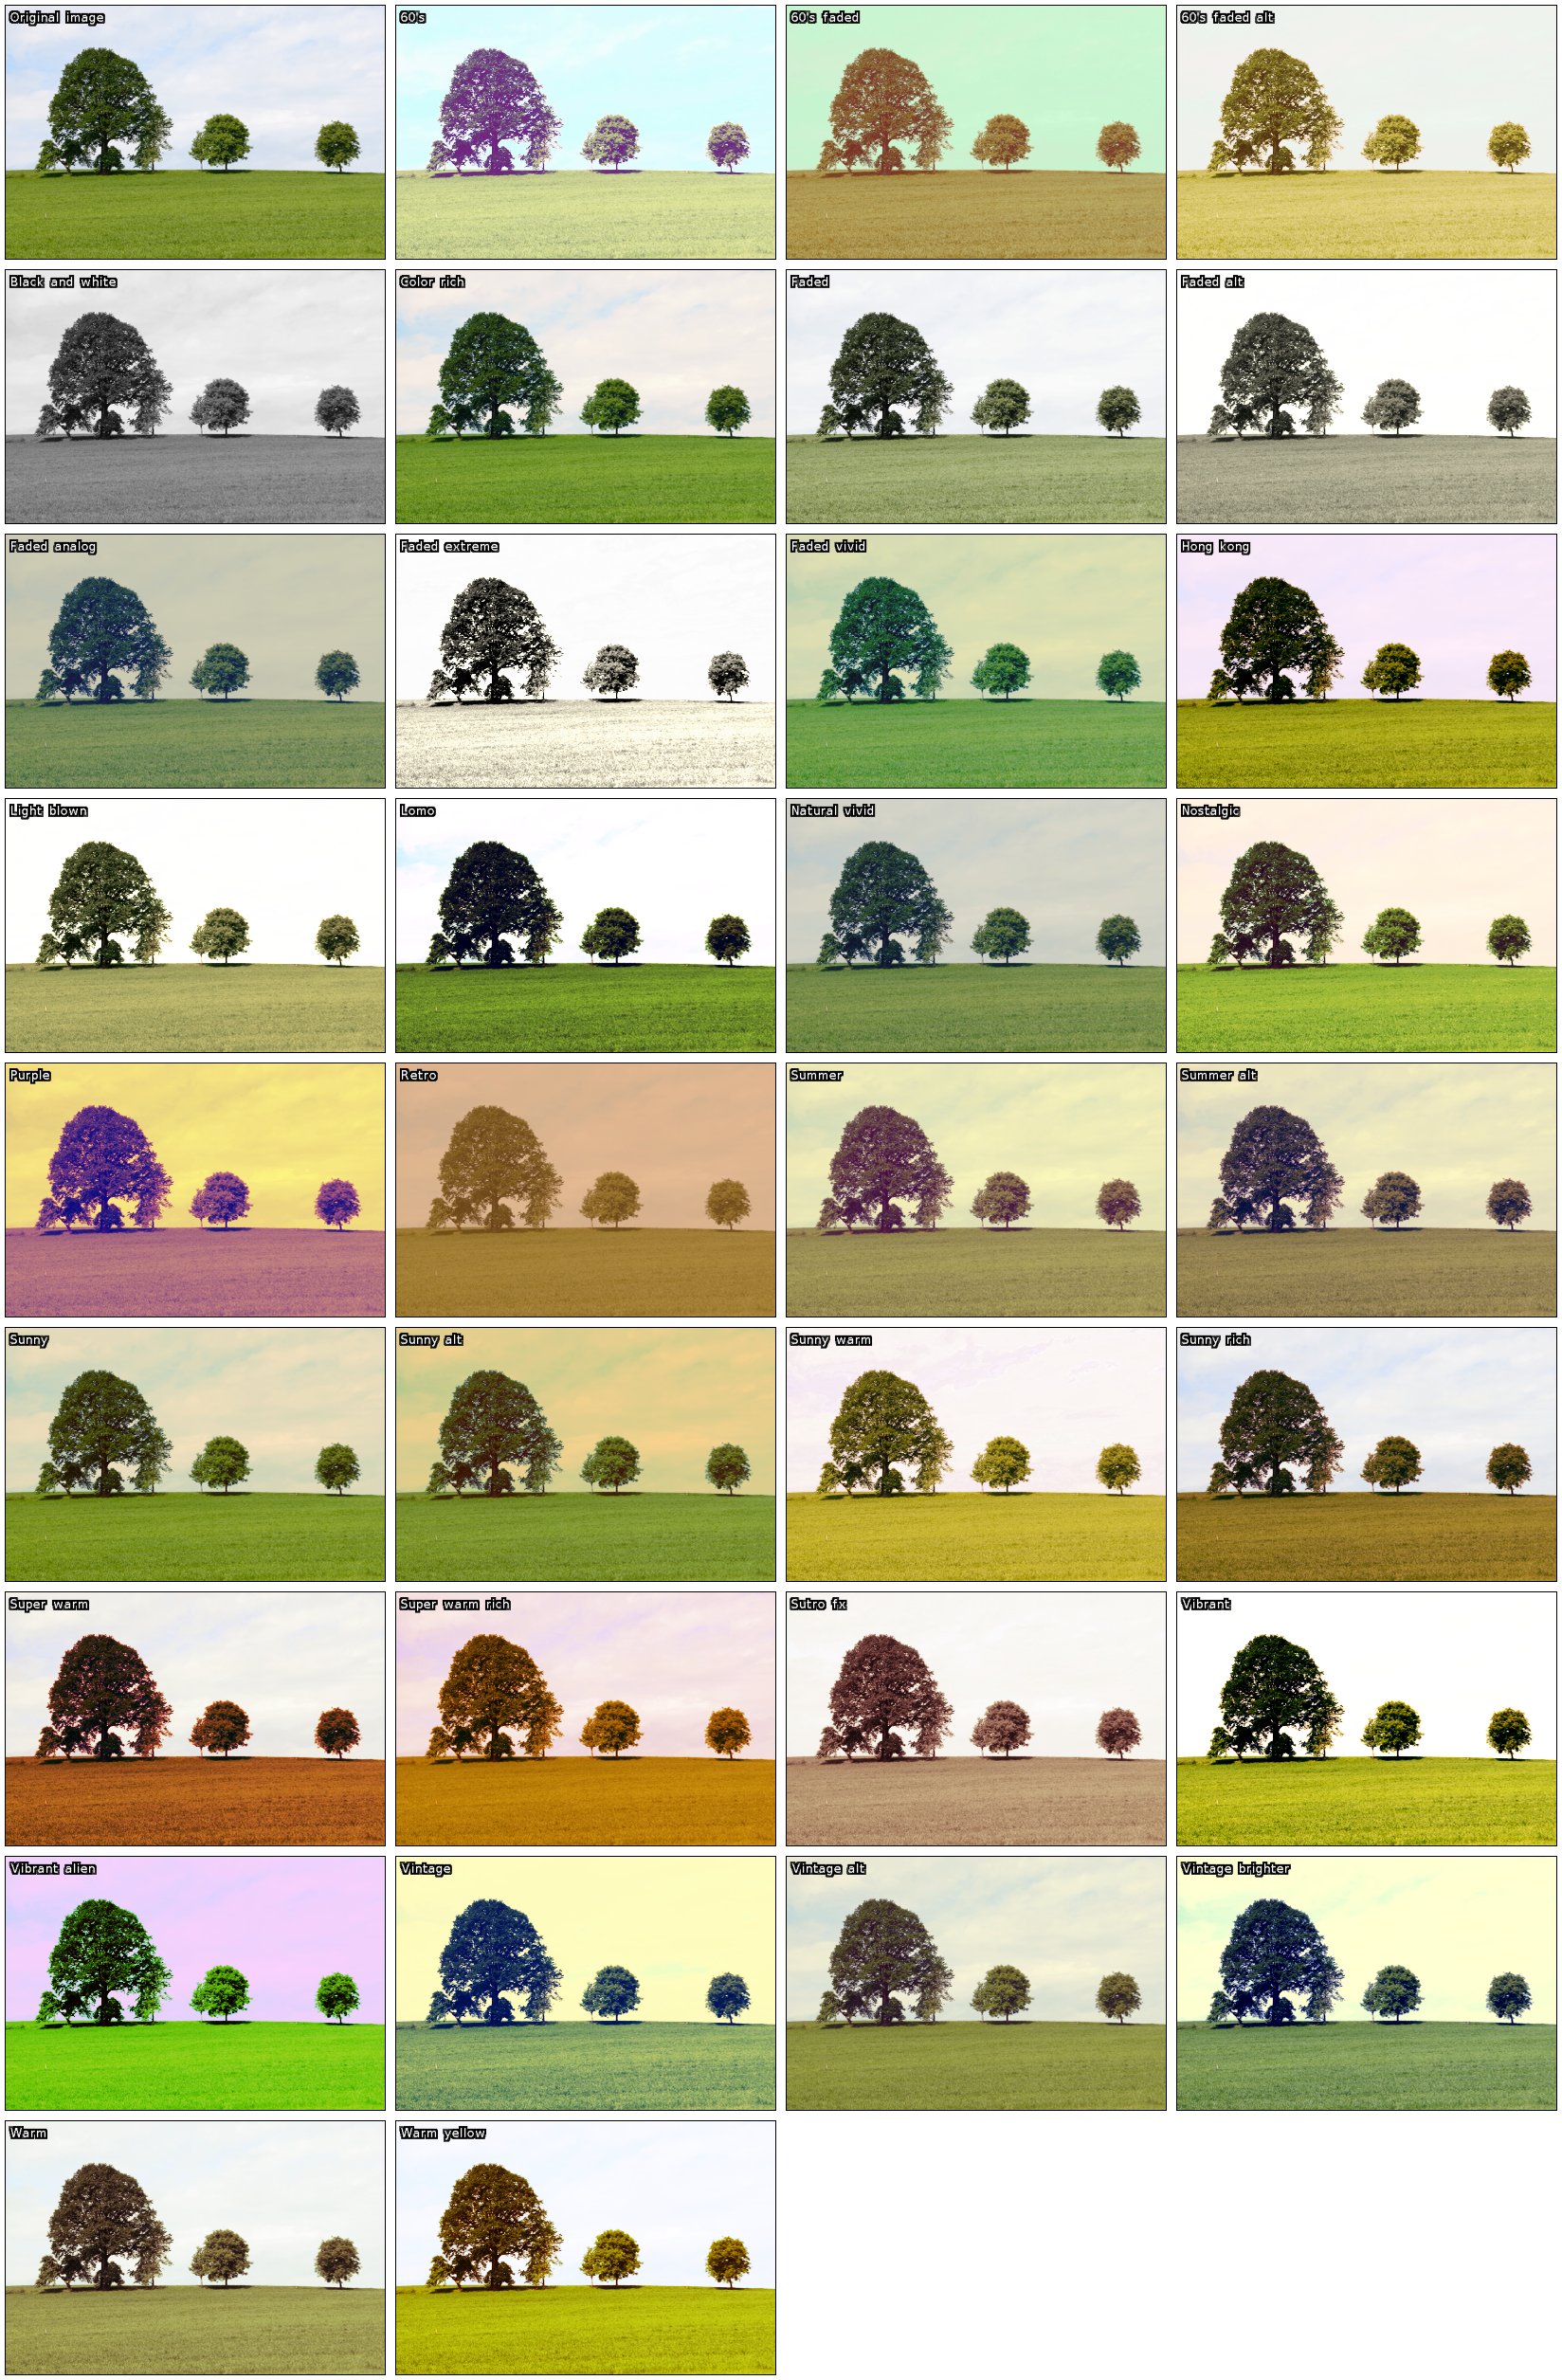 Original image
60's
60's faded
60's faded alt
Black and white
Color rich
Faded
Faded alt
Faded analog
Faded extreme
Faded vivid
Hong kong
Light blown
Lomo
Natural vivid
Nostalgic
Purple
Retro
Summer
Summer alt
Sunny
Sunny alt
Sunny warm
Sunny rich
Super warm
Super warm rich
Sutro fx
Vibrant
Vibrant alien
Vintage
Vintage alt
Vintage brighter
Warm
Warm yellow